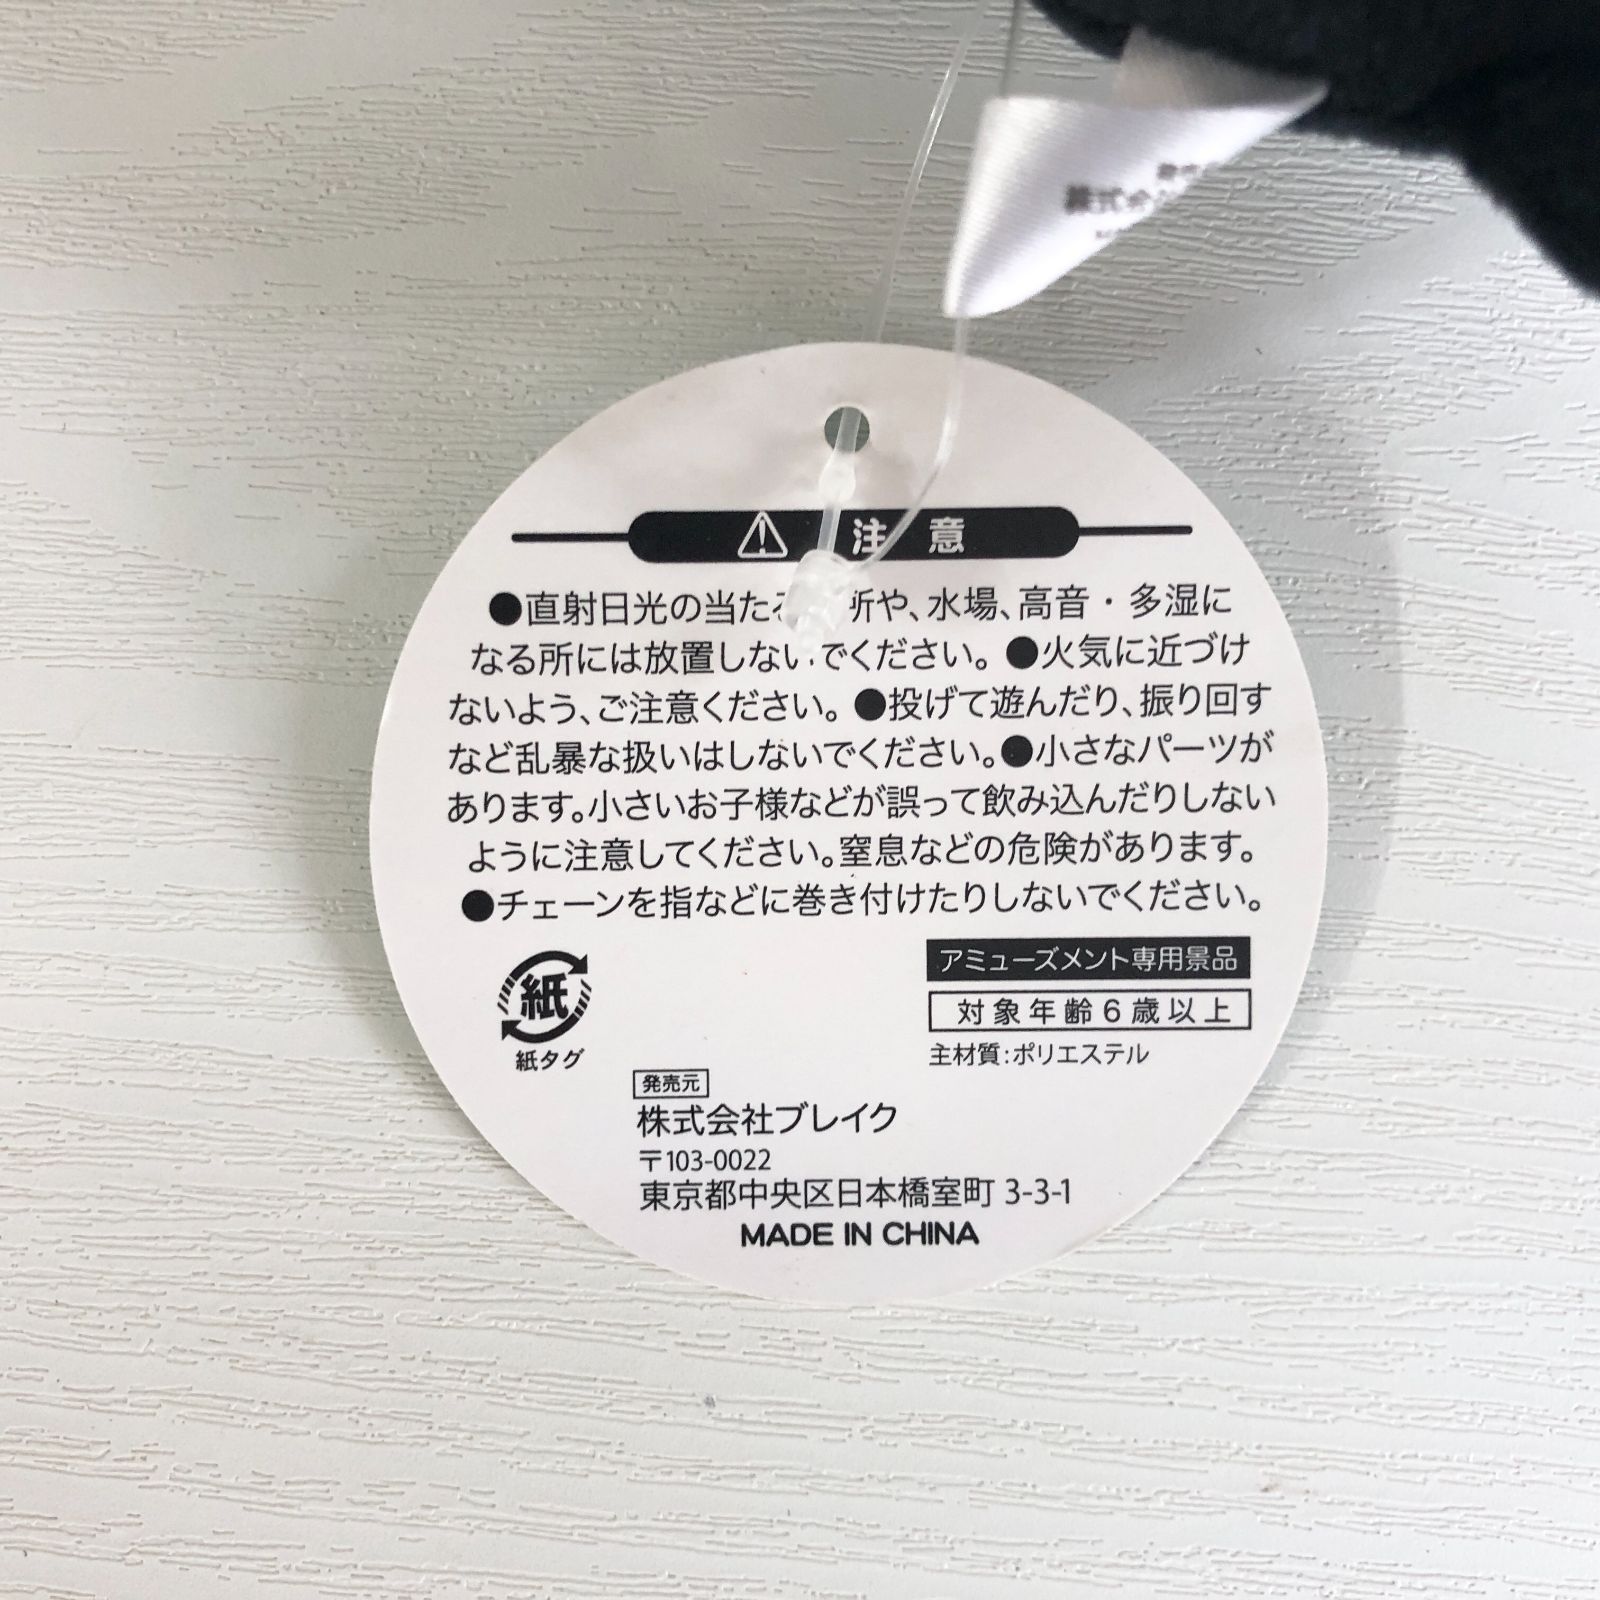 株式会
注意
●直射日光の当たる 所や、水場、高音・多湿に
なる所には放置しないでください。●火気に近づけ
ないよう、ご注意ください。●投げて遊んだり、振り回す
など乱暴な扱いはしないでください。●小さなパーツが
あります。小さいお子様などが誤って飲み込んだりしない
ように注意してください。窒息などの危険があります。
●チェーンを指などに巻き付けたりしないでください。
アミューズメント専用景品
紙
対象年齢6歳以上
紙タグ
主材質:ポリエステル
発売元
株式会社ブレイク
〒103-0022
東京都中央区日本橋室町 3-3-1
MADE IN CHINA